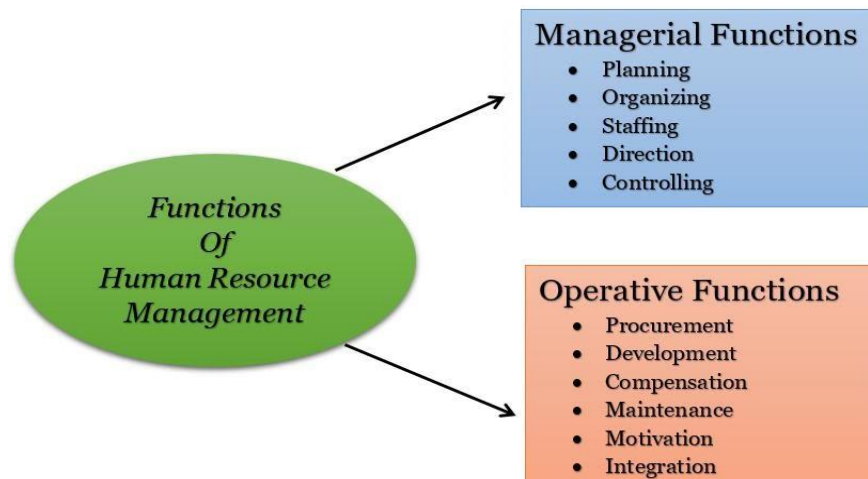 Functions
Of
Human Resource
Management
Managerial Functions
• Planning
• Organizing
• Staffing
• Direction
• Controlling
Operative Functions
• Procurement
• Development
• Compensation
• Maintenance
• Motivation
• Integration